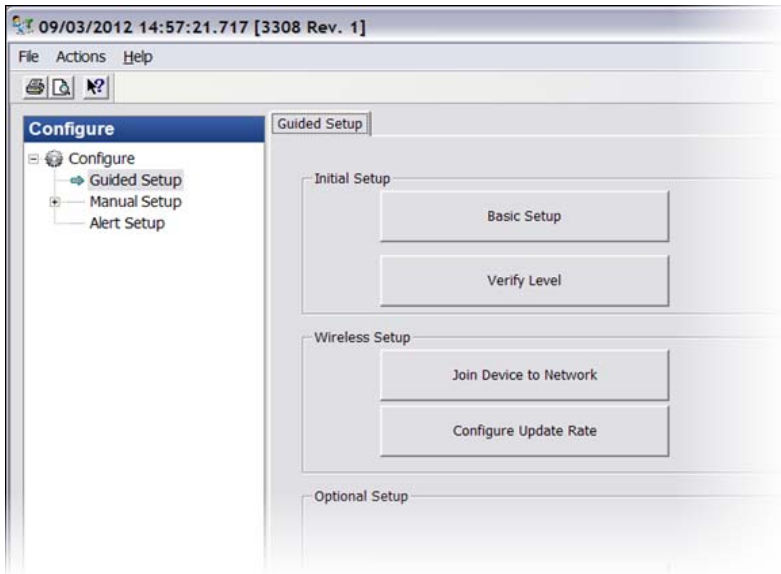 09/03/2012 14:57:21.717 [3308 Rev. 1]
File Actions Help
Configure
Configure
Guided Setup
Manual Setup
Alert Setup
Guided Setup
Initial Setup
Basic Setup
Verify Level
Wireless Setup
Join Device to Network
Configure Update Rate
Optional Setup